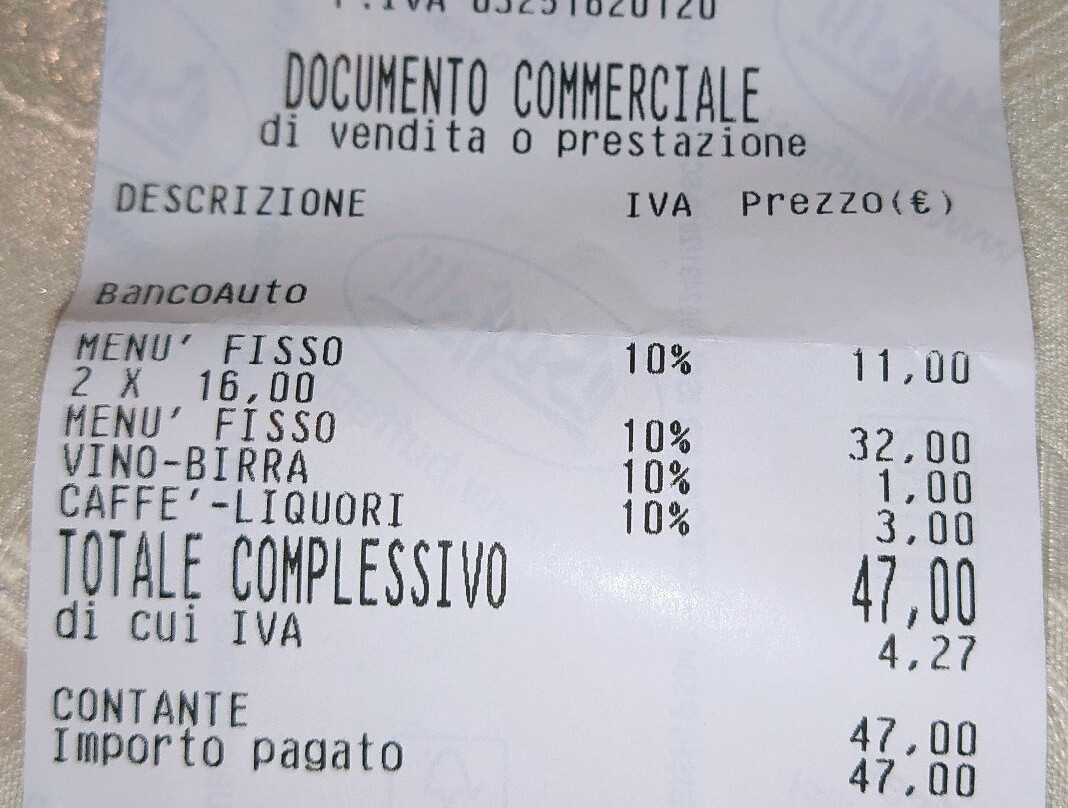 P.IVA 03251620120
DOCUMENTO COMMERCIALE
di vendita o prestazione
DESCRIZIONE IVA Prezzo(€)
BancoAuto
MENU' FISSO 10% 11,00
2 X 16,00
MENU' FISSO 10% 32,00
VINO-BIRRA 10% 1,00
CAFFE'-LIQUORI 10% 3,00
TOTALE COMPLESSIVO 47,00
di cui IVA 4,27
CONTANTE 47,00
Importo pagato 47,00